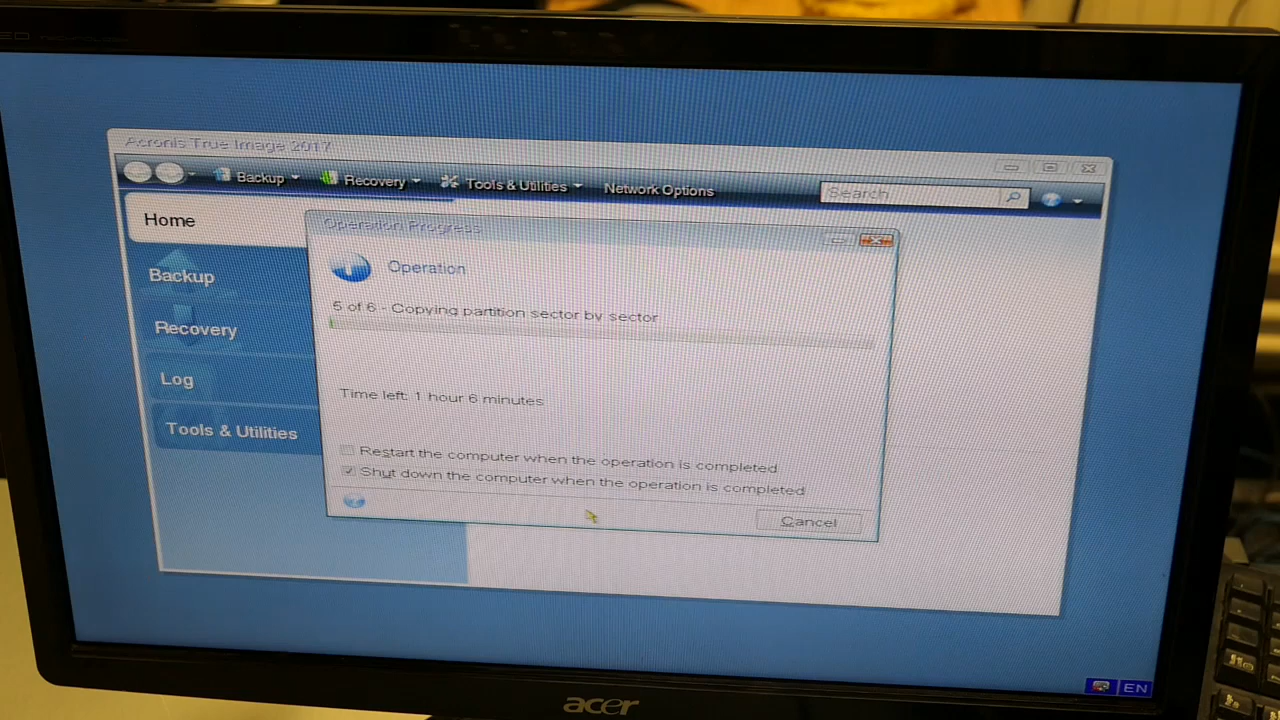 Acronis True Image 2017
Backup
Recovery
Tools & Utilities
Network Options
Search
Home
Backup
Recovery
Log
Tools & Utilities
Operation Progress
Operation
5 of 6 - Copying partition sector by sector
Time left: 1 hour 6 minutes
Restart the computer when the operation is completed
Shut down the computer when the operation is completed
Cancel
EN
acer